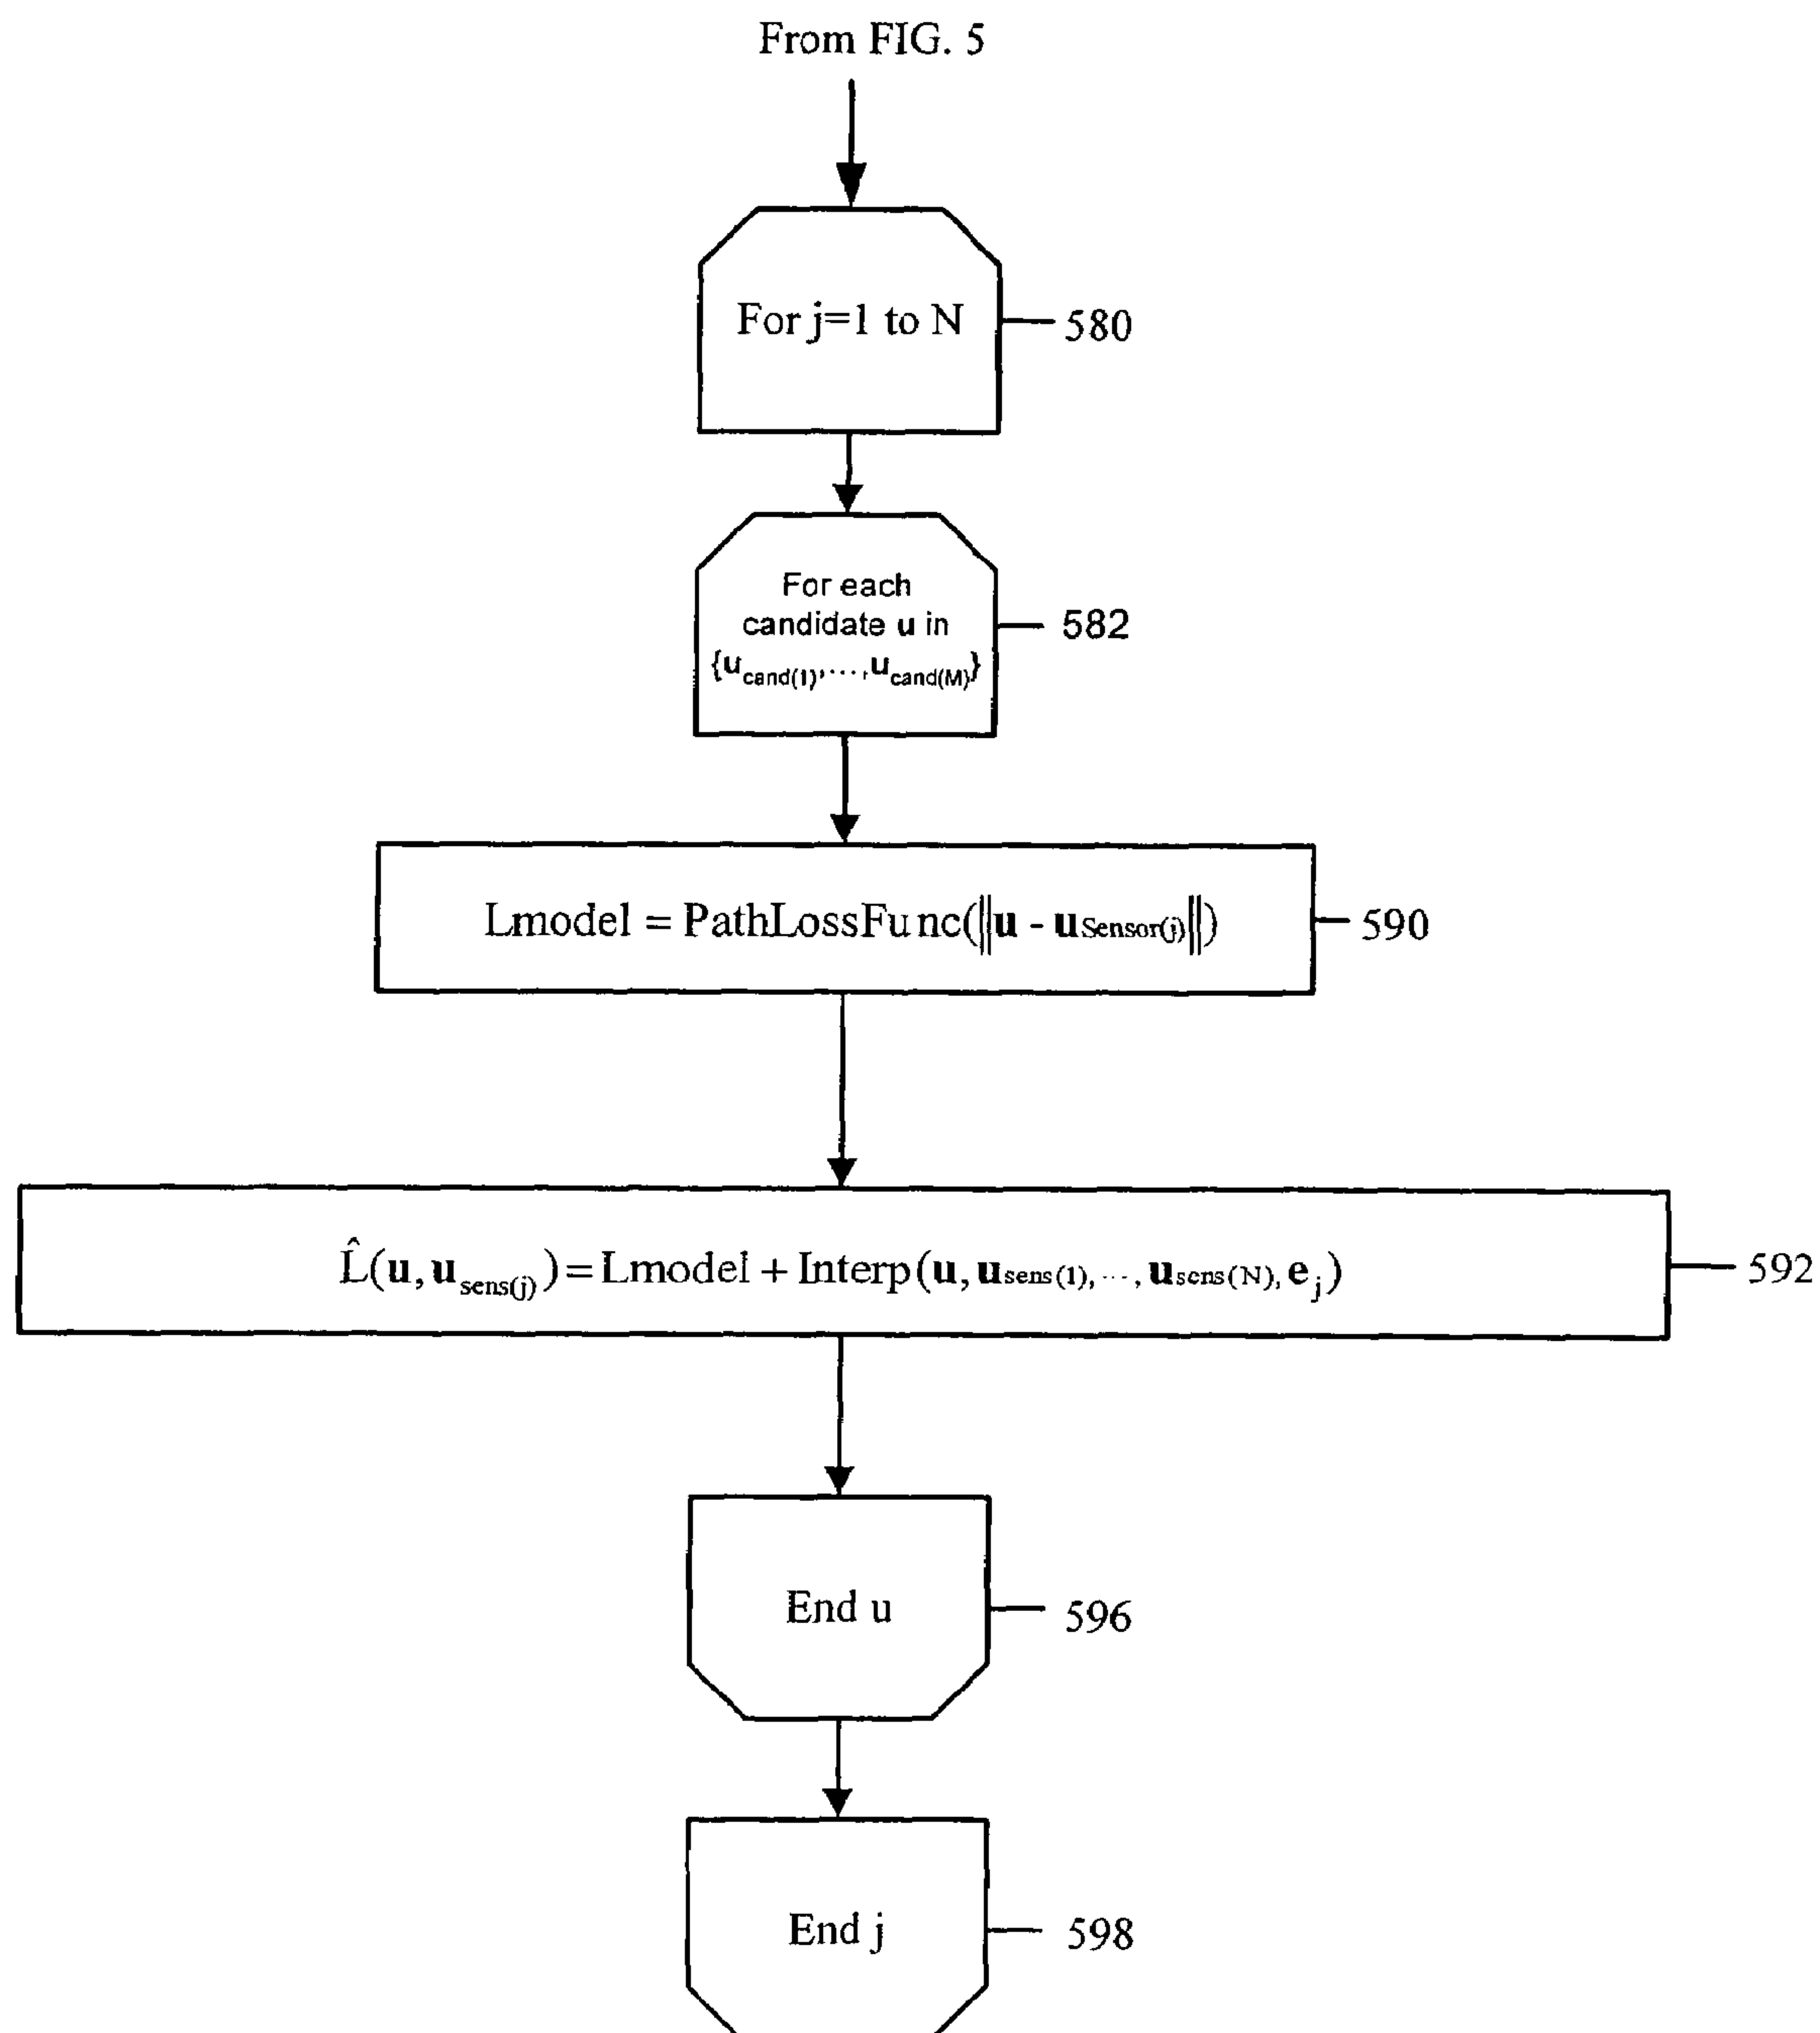 From FIG. 5
For j=1 to N
580
For each
candidate u in
{u_cand(1),...,u_cand(M)}
582
Lmodel = PathLossFunc(||u - u_Sensor(j)||)
590
L̂(u, u_sens(j)) = Lmodel + Interp(u, u_sens(1), ..., u_sens(N), e_j)
592
End u
596
End j
598